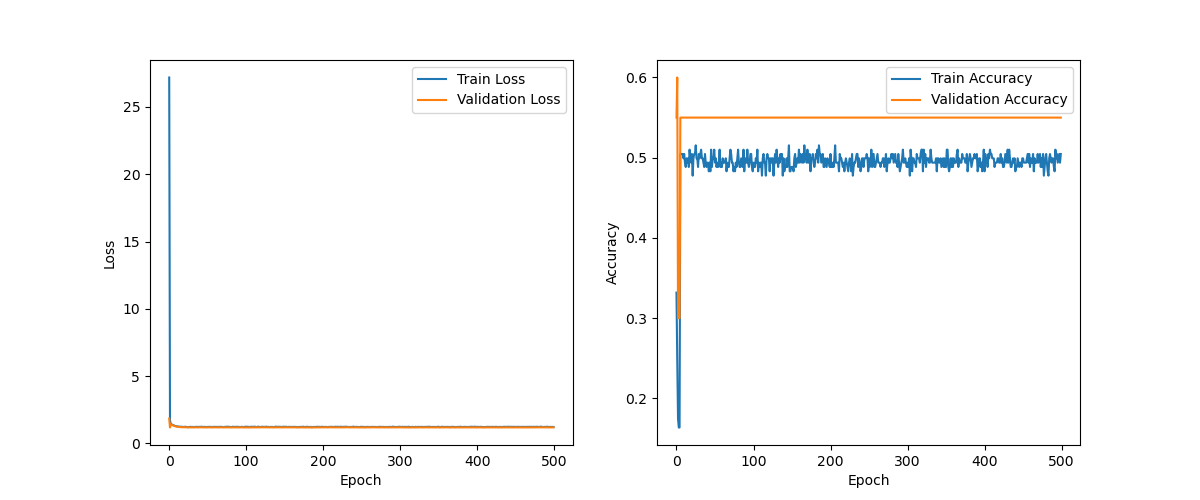 Train Loss
Validation Loss
25
20
15
10
5
0
Loss
0 100 200 300 400 500
Epoch
Train Accuracy
Validation Accuracy
0.6
0.5
0.4
0.3
0.2
Accuracy
0 100 200 300 400 500
Epoch